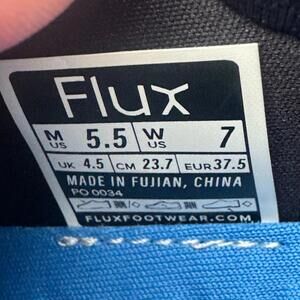 Flux
M US 5.5 W US 7
UK 4.5 CM 23.7 EUR 37.5
MADE IN FUJIAN, CHINA
PO 0034
FLUXFOOTWEAR.COM